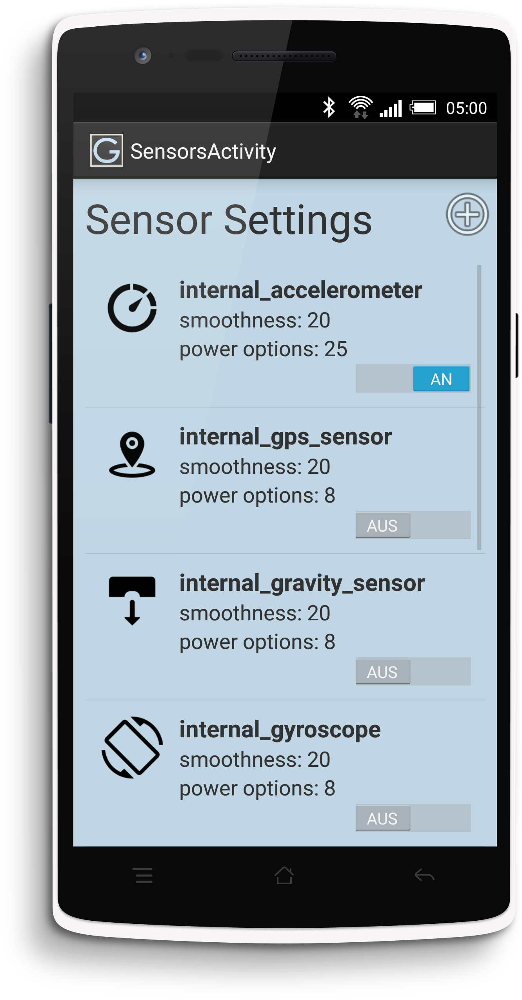 05:00
G SensorsActivity
Sensor Settings
internal_accelerometer
smoothness: 20
power options: 25
AN
internal_gps_sensor
smoothness: 20
power options: 8
AUS
internal_gravity_sensor
smoothness: 20
power options: 8
AUS
internal_gyroscope
smoothness: 20
power options: 8
AUS